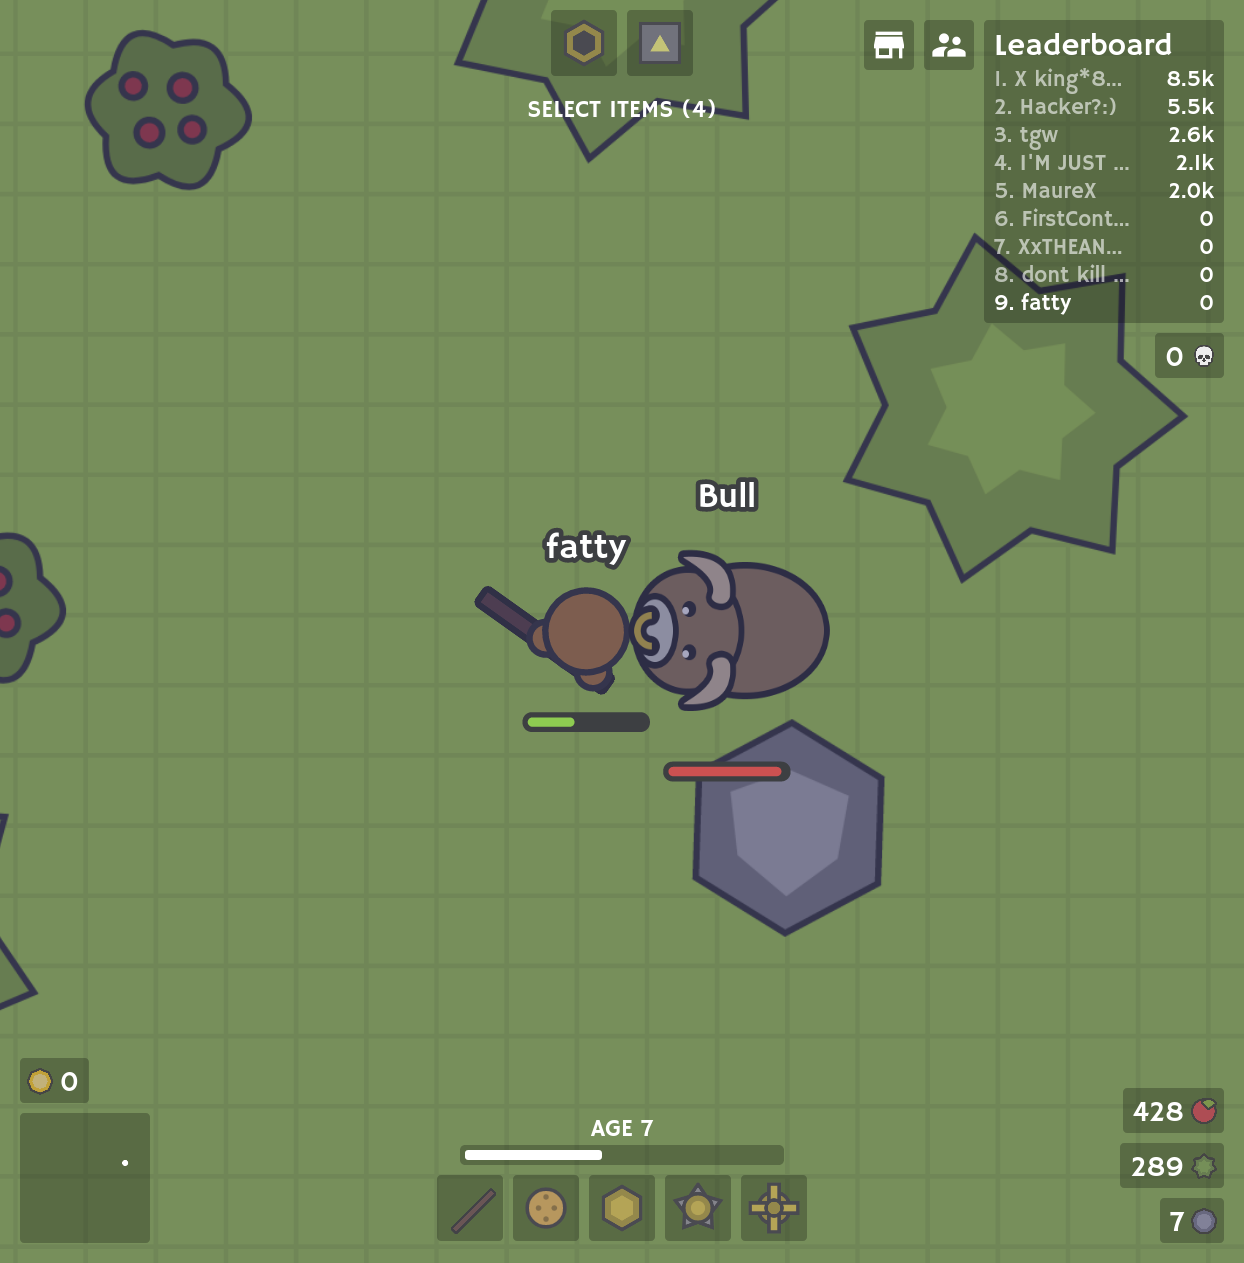 SELECT ITEMS (4)
Leaderboard
1. X king*8... 8.5k
2. Hacker?:) 5.5k
3. tgw 2.6k
4. I'M JUST ... 2.1k
5. MaureX 2.0k
6. FirstCont... 0
7. XxTHEAN... 0
8. dont kill ... 0
9. fatty 0
0
Bull
fatty
0
AGE 7
428
289
7